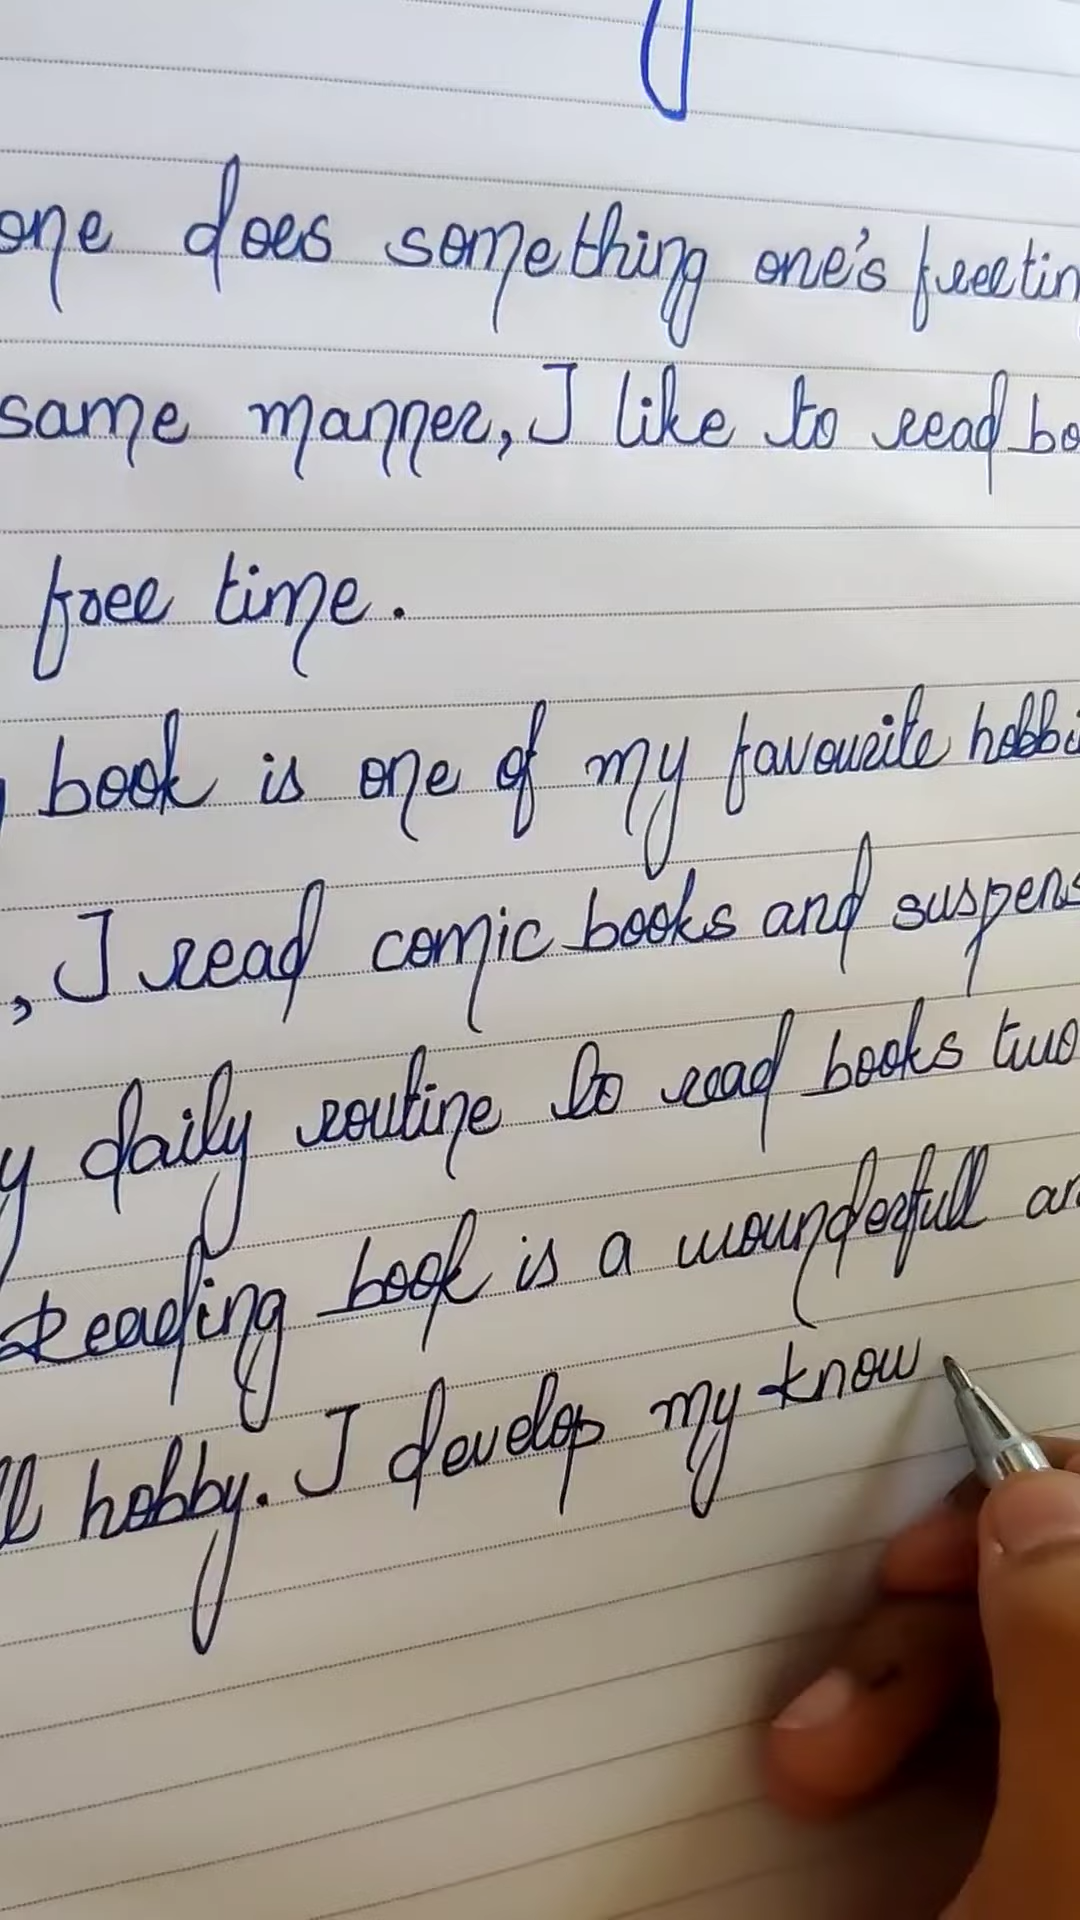 one does something one's freetim
same manner, I like to read bo
free time.
book is one of my favourite hobbi
, I read comic books and suspens
y daily routine to read books two
Reading book is a wounderfull an
ll hobby. I develop my know